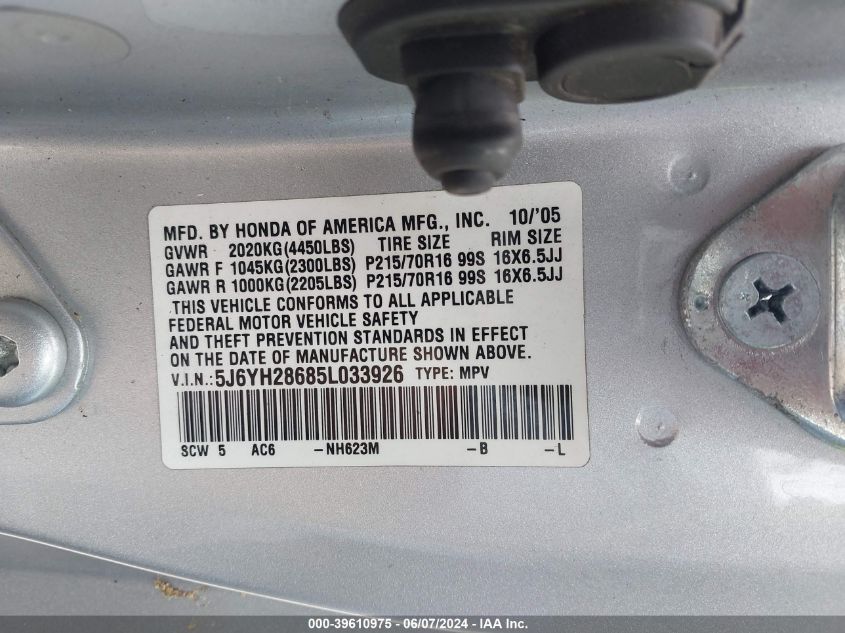 MFD. BY HONDA OF AMERICA MFG., INC. 10/'05
GVWR 2020KG(4450LBS) TIRE SIZE RIM SIZE
GAWR F 1045KG(2300LBS) P215/70R16 99S 16X6.5JJ
GAWR R 1000KG(2205LBS) P215/70R16 99S 16X6.5JJ
THIS VEHICLE CONFORMS TO ALL APPLICABLE
FEDERAL MOTOR VEHICLE SAFETY
AND THEFT PREVENTION STANDARDS IN EFFECT
ON THE DATE OF MANUFACTURE SHOWN ABOVE.
V.I.N.:5J6YH28685L033926 TYPE: MPV
SCW 5 AC6 -NH623M -B -L
000-39610975 - 06/07/2024 - IAA Inc.